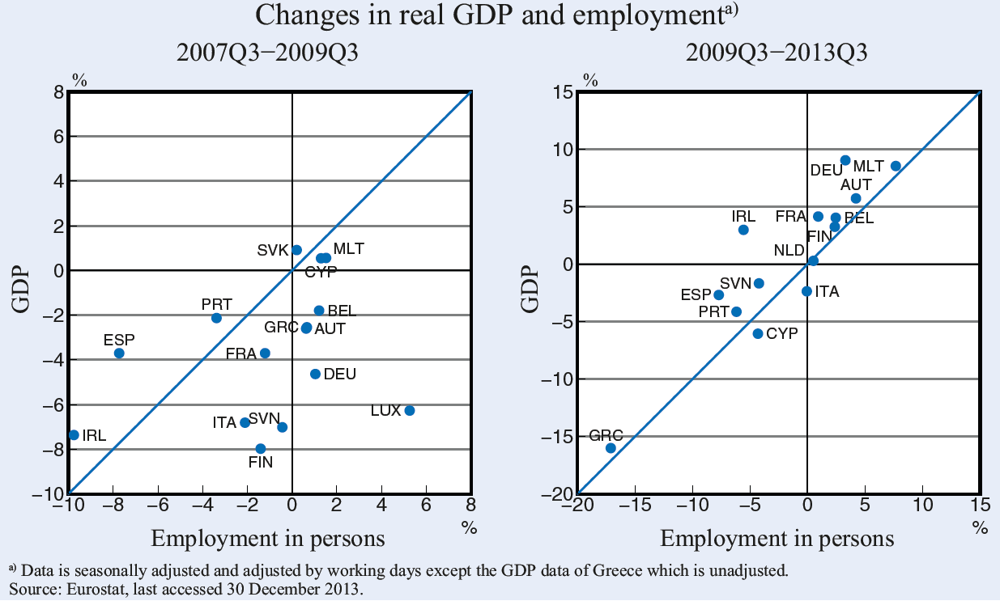 Changes in real GDP and employment a)
2007Q3–2009Q3
%
8
6
4
2
0
−2
−4
−6
−8
−10
GDP
SVK
MLT
CYP
PRT
BEL
GRC
AUT
ESP
FRA
DEU
LUX
ITA
SVN
IRL
FIN
−10 −8 −6 −4 −2 0 2 4 6 8
%
Employment in persons
2009Q3–2013Q3
%
15
10
5
0
−5
−10
−15
−20
GDP
DEU
MLT
AUT
IRL
FRA
BEL
FIN
NLD
SVN
ESP
ITA
PRT
CYP
GRC
−20 −15 −10 −5 0 5 10 15
%
Employment in persons
a) Data is seasonally adjusted and adjusted by working days except the GDP data of Greece which is unadjusted.
Source: Eurostat, last accessed 30 December 2013.